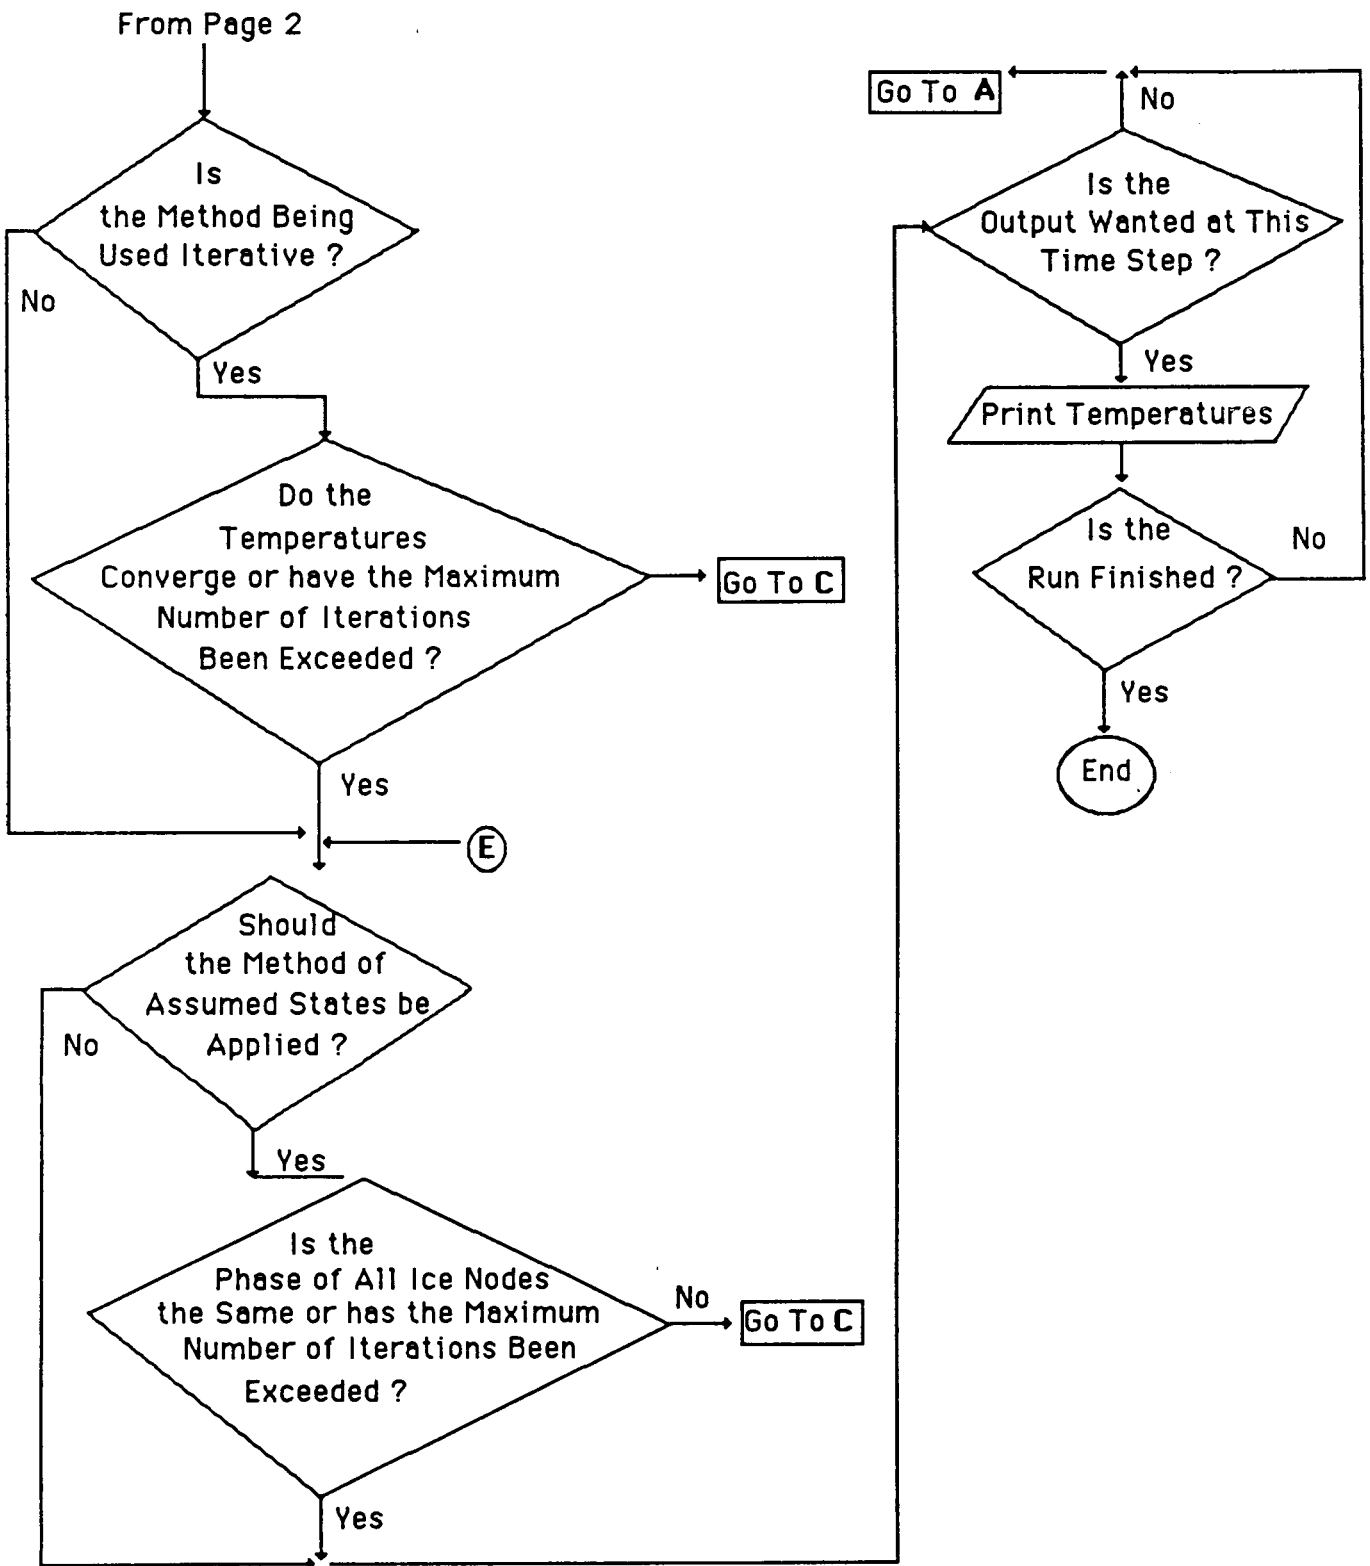 From Page 2
Is
the Method Being
Used Iterative ?
No
Yes
Do the
Temperatures
Converge or have the Maximum
Number of Iterations
Been Exceeded ?
Go To C
Yes
E
Should
the Method of
Assumed States be
Applied ?
No
Yes
Is the
Phase of All Ice Nodes
the Same or has the Maximum
Number of Iterations Been
Exceeded ?
No
Go To C
Yes
Go To A
No
Is the
Output Wanted at This
Time Step ?
Yes
Print Temperatures
Is the
Run Finished ?
No
Yes
End